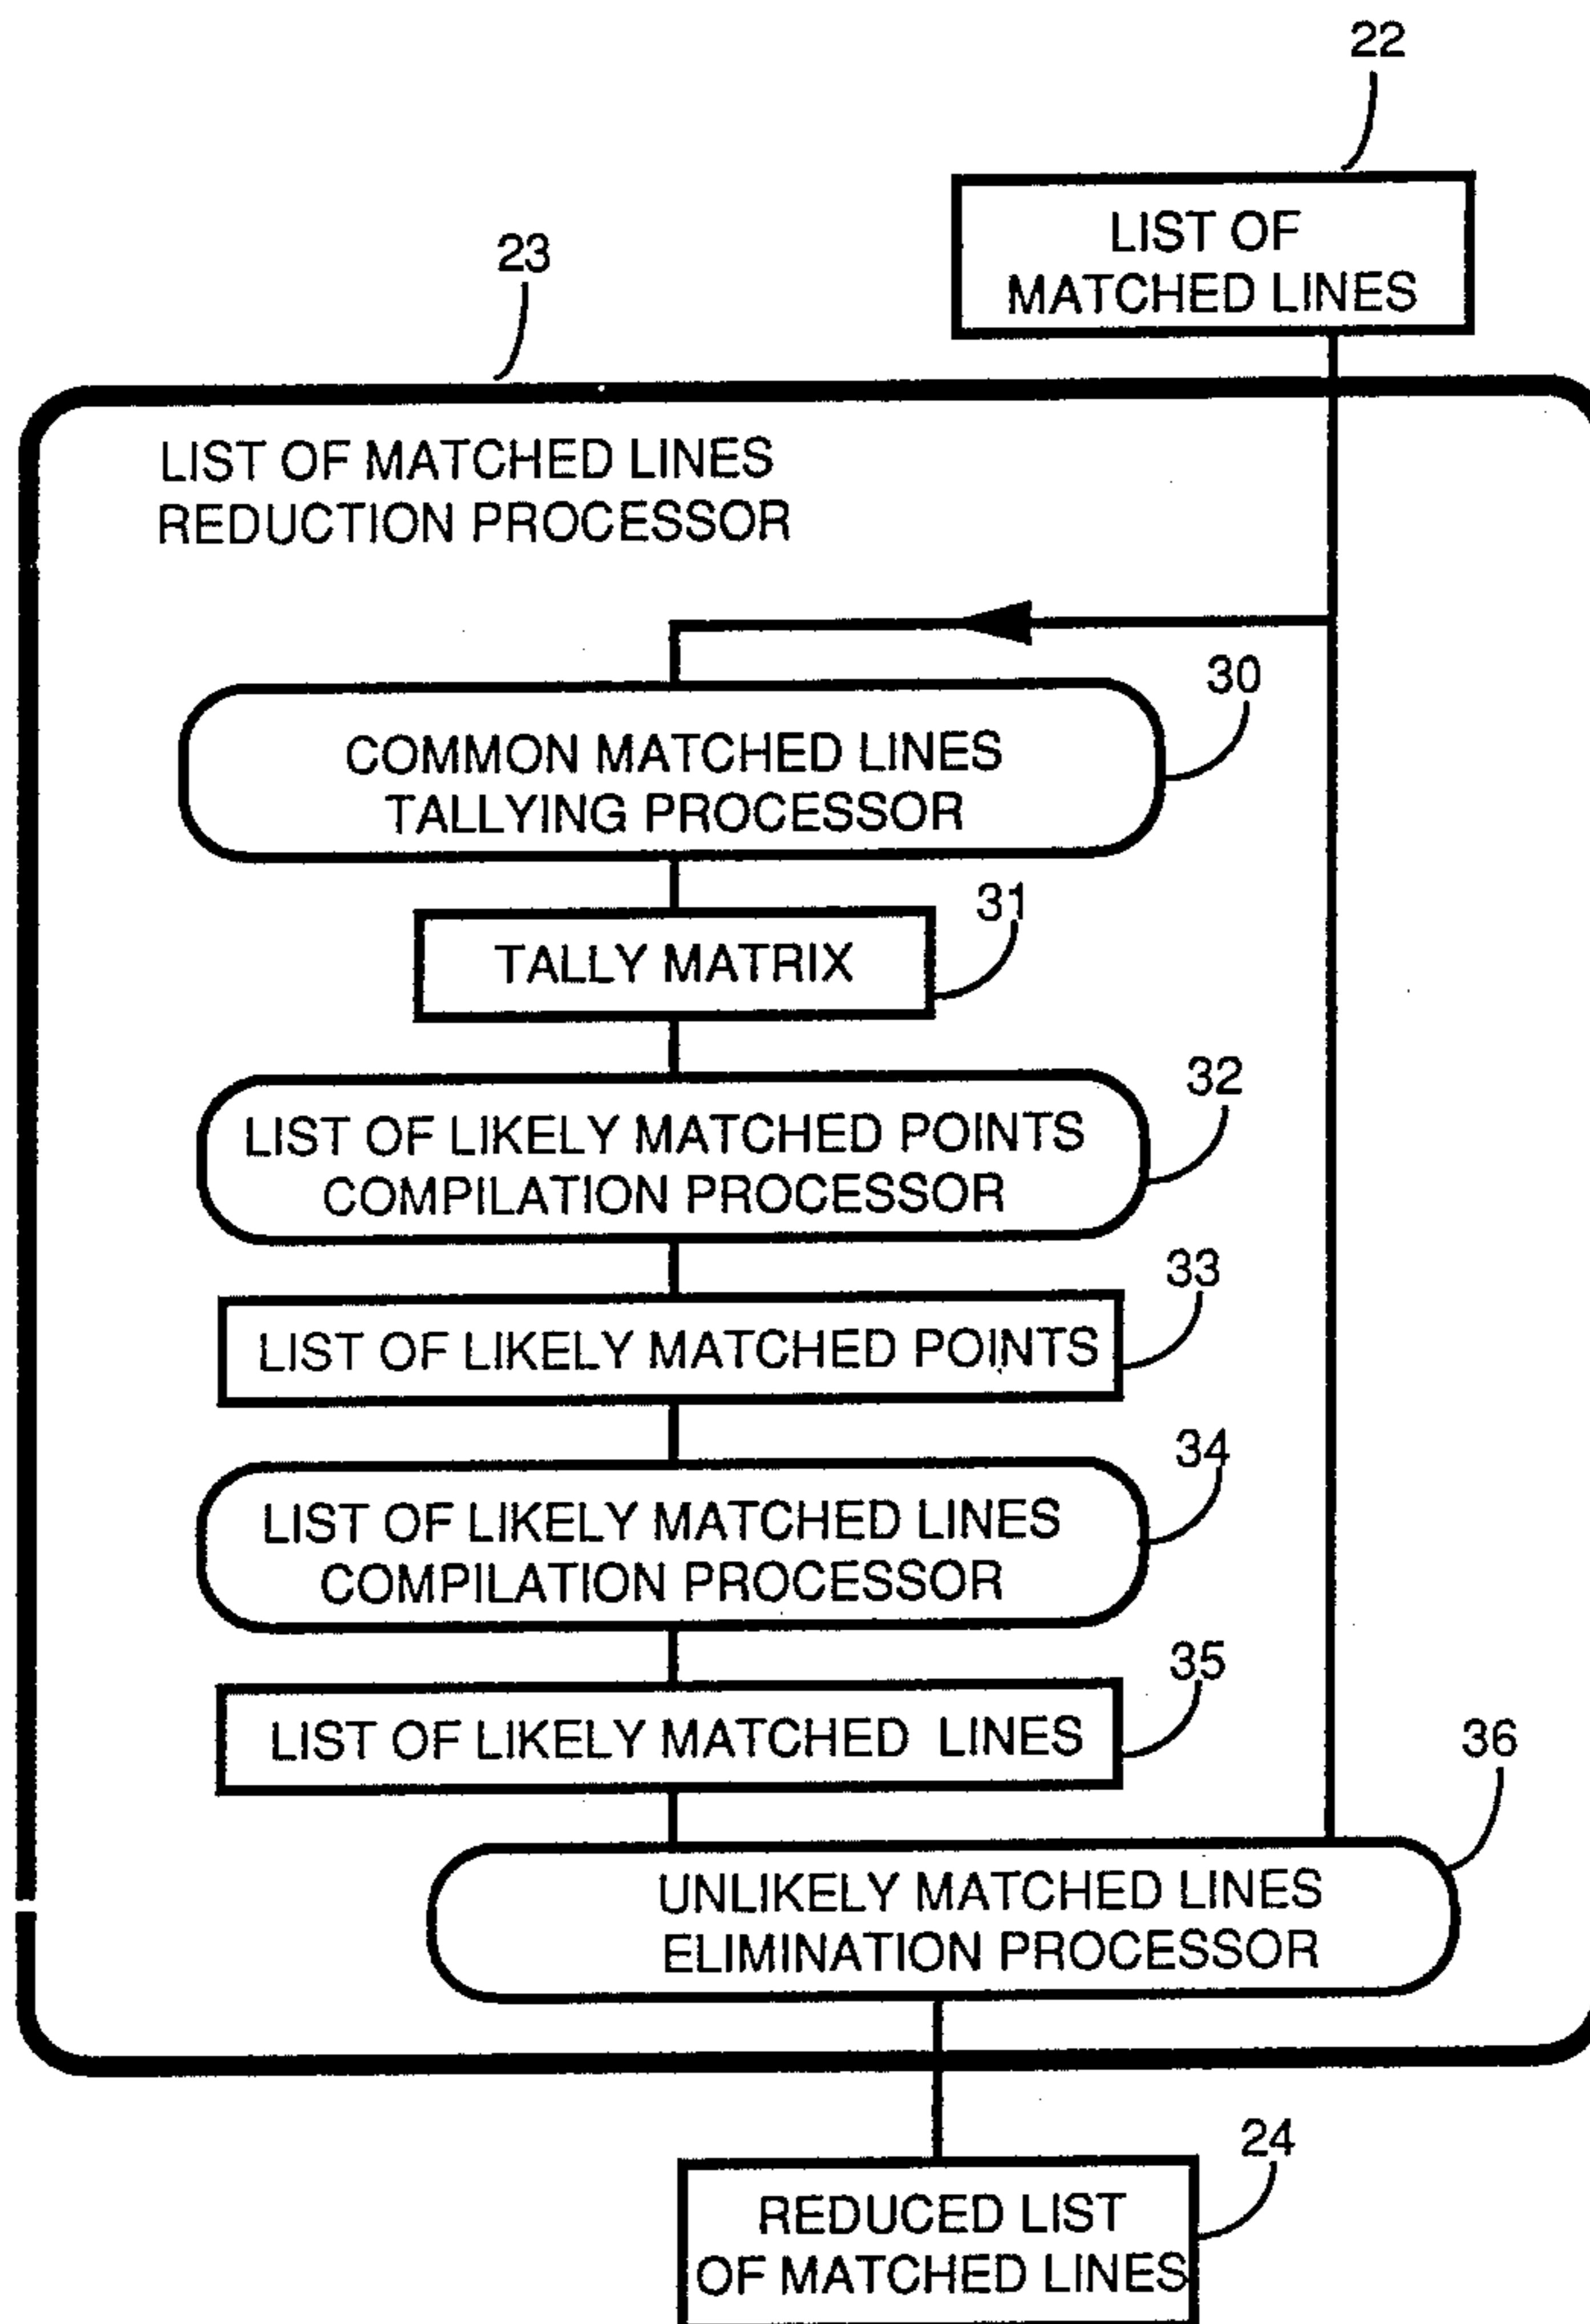 22
LIST OF
MATCHED LINES
23
LIST OF MATCHED LINES
REDUCTION PROCESSOR
30
COMMON MATCHED LINES
TALLYING PROCESSOR
31
TALLY MATRIX
32
LIST OF LIKELY MATCHED POINTS
COMPILATION PROCESSOR
33
LIST OF LIKELY MATCHED POINTS
34
LIST OF LIKELY MATCHED LINES
COMPILATION PROCESSOR
35
LIST OF LIKELY MATCHED LINES
36
UNLIKELY MATCHED LINES
ELIMINATION PROCESSOR
24
REDUCED LIST
OF MATCHED LINES